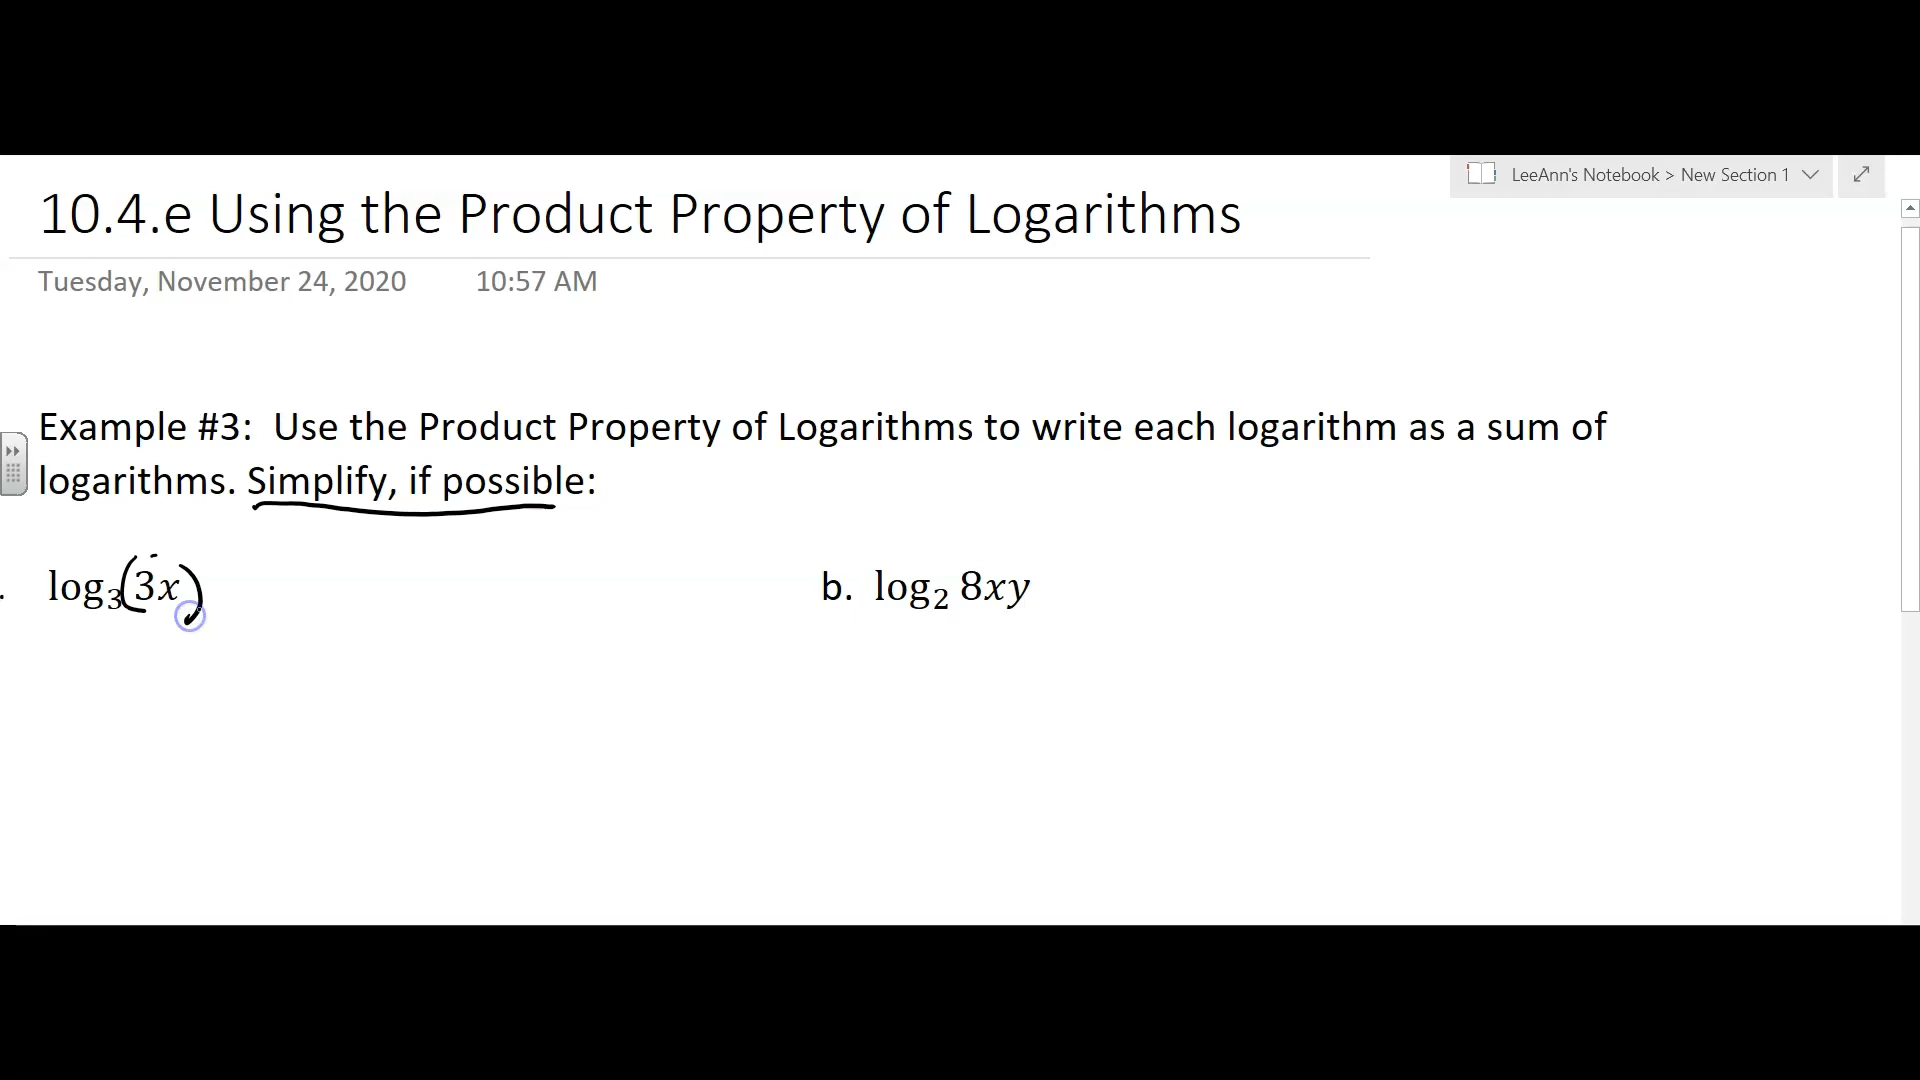 LeeAnn's Notebook > New Section 1
10.4.e Using the Product Property of Logarithms
Tuesday, November 24, 2020 10:57 AM
Example #3: Use the Product Property of Logarithms to write each logarithm as a sum of
logarithms. Simplify, if possible:
. log₃(3x)
b. log₂ 8xy